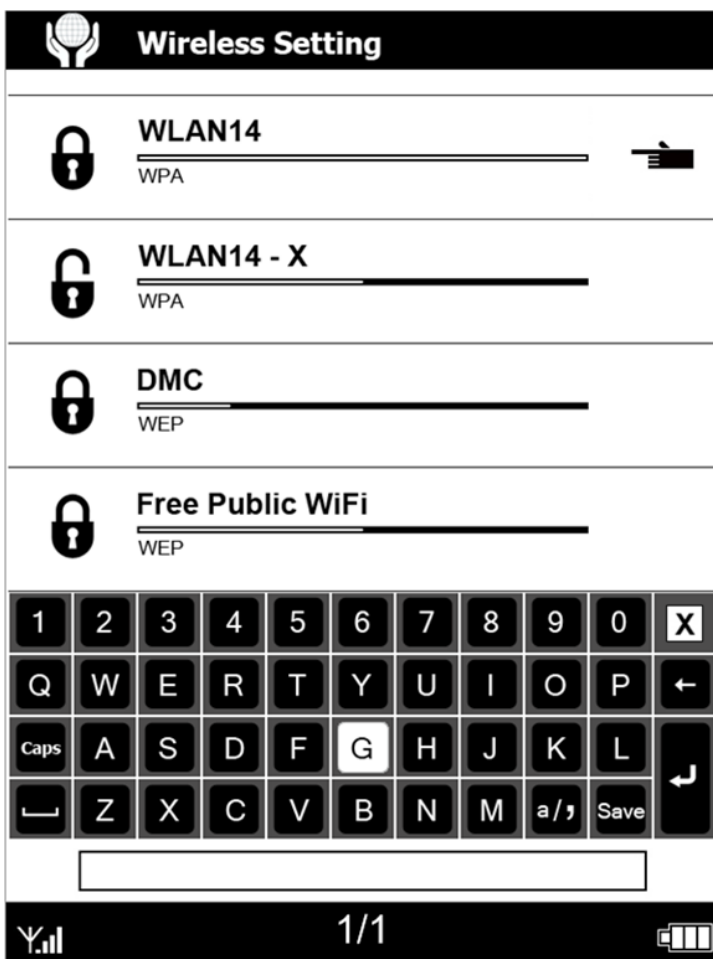 Wireless Setting
WLAN14
WPA
WLAN14 - X
WPA
DMC
WEP
Free Public WiFi
WEP
1 2 3 4 5 6 7 8 9 0 X
Q W E R T Y U I O P ←
Caps A S D F G H J K L
Z X C V B N M a/, Save
1/1